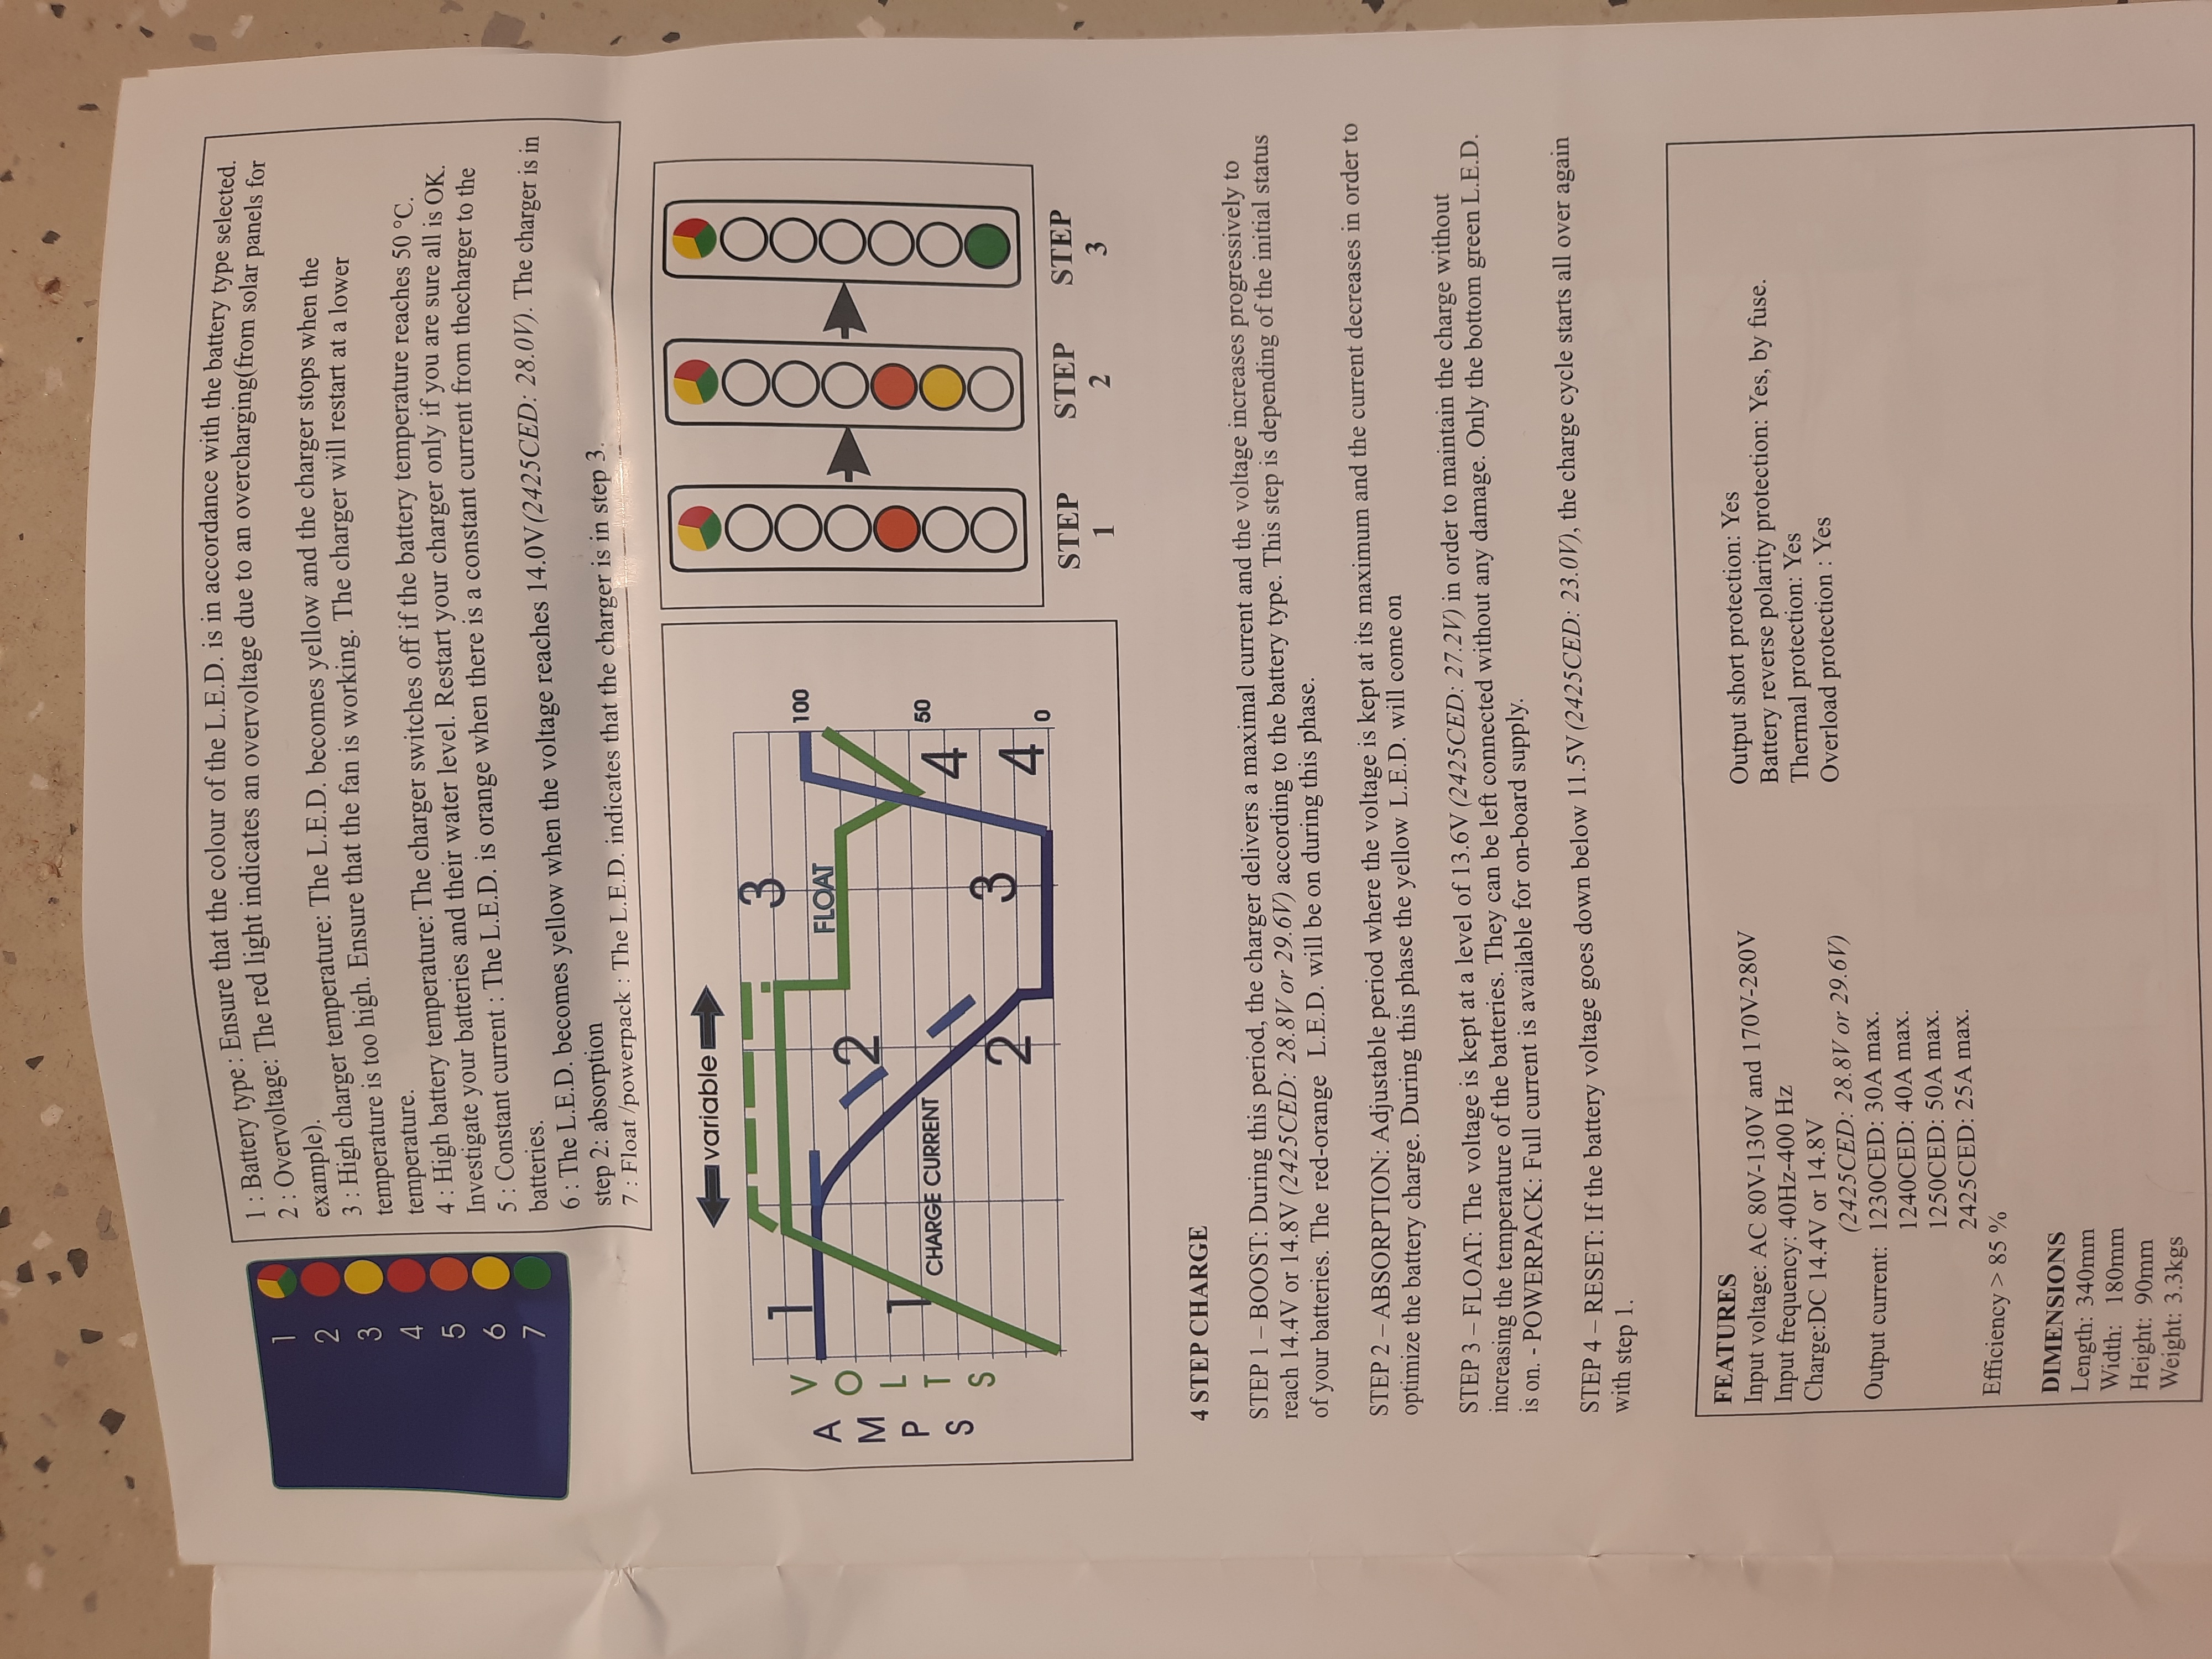 1
2
3
4
5
6
7
1 : Battery type : Ensure that the colour of the L.E.D. is in accordance with the battery type selected.
2 : Overvoltage: The red light indicates an overvoltage due to an overcharging(from solar panels for
example).
3 : High charger temperature: The L.E.D. becomes yellow and the charger stops when the
temperature is too high. Ensure that the fan is working. The charger will restart at a lower
temperature.
4 : High battery temperature: The charger switches off if the battery temperature reaches 50 °C.
Investigate your batteries and their water level. Restart your charger only if you are sure all is OK.
5 : Constant current : The L.E.D. is orange when there is a constant current from thecharger to the
batteries.
6 : The L.E.D. becomes yellow when the voltage reaches 14.0V (2425CED: 28.0V). The charger is in
step 2: absorption
7 : Float /powerpack : The L.E.D. indicates that the charger is in step 3.
variable
AMPS
VOLTS
1
3
FLOAT
100
2
1
CHARGE CURRENT
50
4
2
3
4
0
STEP
1
STEP
2
STEP
3
4 STEP CHARGE
STEP 1 – BOOST: During this period, the charger delivers a maximal current and the voltage increases progressively to
reach 14.4V or 14.8V (2425CED: 28.8V or 29.6V) according to the battery type. This step is depending of the initial status
of your batteries. The red-orange L.E.D. will be on during this phase.
STEP 2 – ABSORPTION: Adjustable period where the voltage is kept at its maximum and the current decreases in order to
optimize the battery charge. During this phase the yellow L.E.D. will come on
STEP 3 – FLOAT: The voltage is kept at a level of 13.6V (2425CED: 27.2V) in order to maintain the charge without
increasing the temperature of the batteries. They can be left connected without any damage. Only the bottom green L.E.D.
is on. - POWERPACK: Full current is available for on-board supply.
STEP 4 – RESET: If the battery voltage goes down below 11.5V (2425CED: 23.0V), the charge cycle starts all over again
with step 1.
FEATURES
Input voltage: AC 80V-130V and 170V-280V
Input frequency: 40Hz-400 Hz
Charge:DC 14.4V or 14.8V
(2425CED: 28.8V or 29.6V)
Output current: 1230CED: 30A max.
1240CED: 40A max.
1250CED: 50A max.
2425CED: 25A max.
Efficiency > 85 %
Output short protection: Yes
Battery reverse polarity protection: Yes, by fuse.
Thermal protection: Yes
Overload protection : Yes
DIMENSIONS
Length: 340mm
Width: 180mm
Height: 90mm
Weight: 3.3kgs